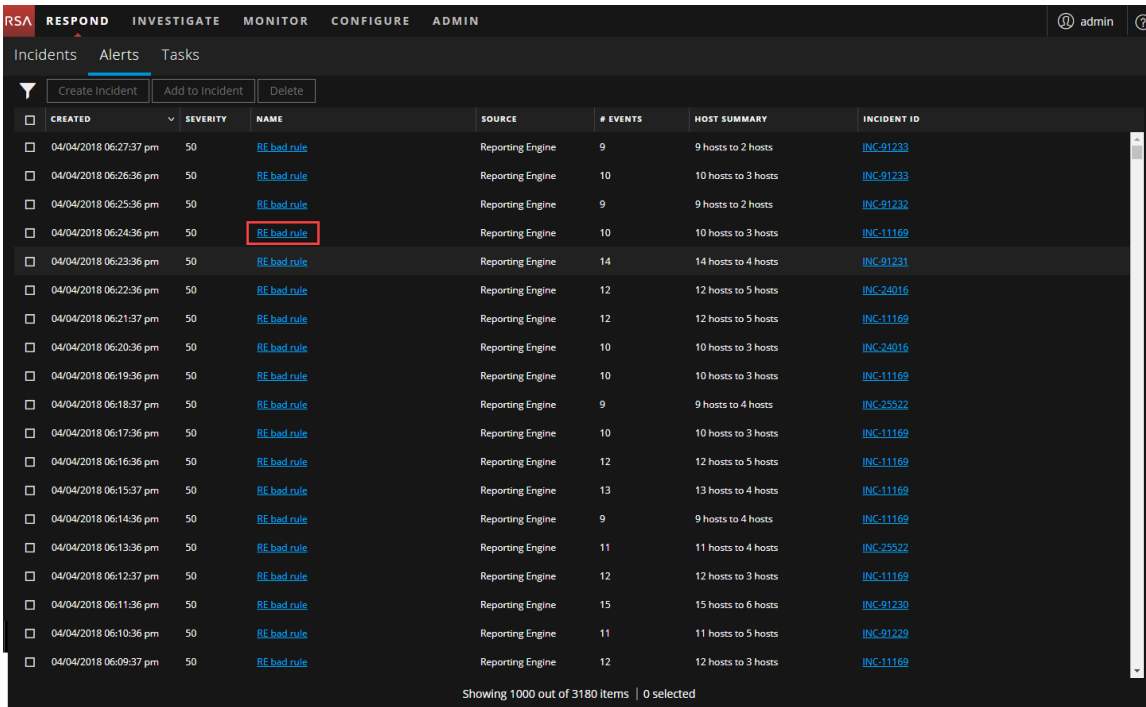 RSA RESPOND INVESTIGATE MONITOR CONFIGURE ADMIN admin ?
Incidents Alerts Tasks
Create Incident Add to Incident Delete
CREATED SEVERITY NAME SOURCE # EVENTS HOST SUMMARY INCIDENT ID
04/04/2018 06:27:37 pm 50 RE bad rule Reporting Engine 9 9 hosts to 2 hosts INC-91233
04/04/2018 06:26:36 pm 50 RE bad rule Reporting Engine 10 10 hosts to 3 hosts INC-91233
04/04/2018 06:25:36 pm 50 RE bad rule Reporting Engine 9 9 hosts to 2 hosts INC-91232
04/04/2018 06:24:36 pm 50 RE bad rule Reporting Engine 10 10 hosts to 3 hosts INC-11169
04/04/2018 06:23:36 pm 50 RE bad rule Reporting Engine 14 14 hosts to 4 hosts INC-91231
04/04/2018 06:22:36 pm 50 RE bad rule Reporting Engine 12 12 hosts to 5 hosts INC-24016
04/04/2018 06:21:37 pm 50 RE bad rule Reporting Engine 12 12 hosts to 5 hosts INC-11169
04/04/2018 06:20:36 pm 50 RE bad rule Reporting Engine 10 10 hosts to 3 hosts INC-24016
04/04/2018 06:19:36 pm 50 RE bad rule Reporting Engine 10 10 hosts to 3 hosts INC-11169
04/04/2018 06:18:37 pm 50 RE bad rule Reporting Engine 9 9 hosts to 4 hosts INC-25522
04/04/2018 06:17:36 pm 50 RE bad rule Reporting Engine 10 10 hosts to 3 hosts INC-11169
04/04/2018 06:16:36 pm 50 RE bad rule Reporting Engine 12 12 hosts to 5 hosts INC-11169
04/04/2018 06:15:37 pm 50 RE bad rule Reporting Engine 13 13 hosts to 4 hosts INC-11169
04/04/2018 06:14:36 pm 50 RE bad rule Reporting Engine 9 9 hosts to 4 hosts INC-11169
04/04/2018 06:13:36 pm 50 RE bad rule Reporting Engine 11 11 hosts to 4 hosts INC-25522
04/04/2018 06:12:37 pm 50 RE bad rule Reporting Engine 12 12 hosts to 3 hosts INC-11169
04/04/2018 06:11:36 pm 50 RE bad rule Reporting Engine 15 15 hosts to 6 hosts INC-91230
04/04/2018 06:10:36 pm 50 RE bad rule Reporting Engine 11 11 hosts to 5 hosts INC-91229
04/04/2018 06:09:37 pm 50 RE bad rule Reporting Engine 12 12 hosts to 3 hosts INC-11169
Showing 1000 out of 3180 items | 0 selected